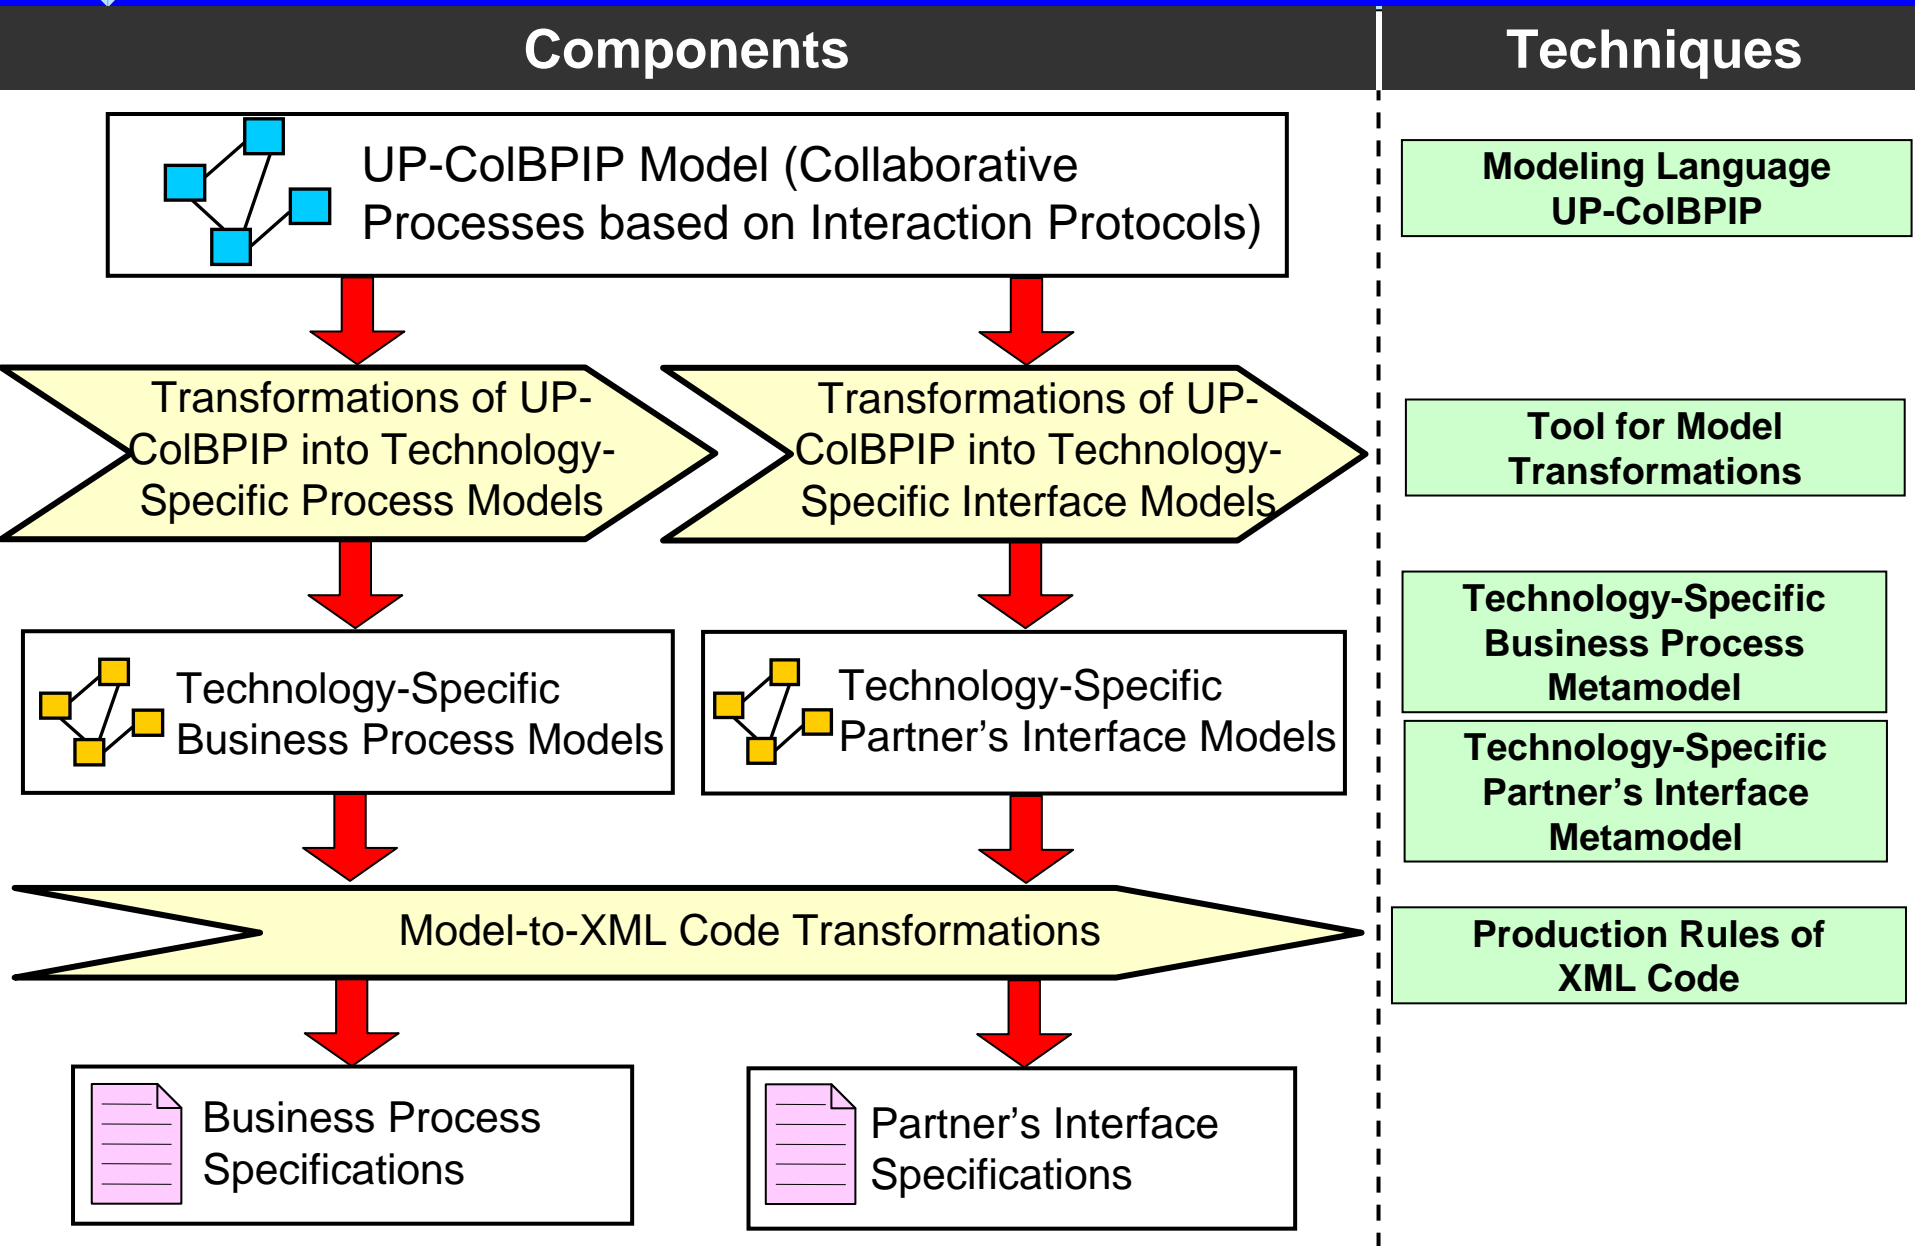 Components
Techniques
UP-ColBPIP Model (Collaborative
Processes based on Interaction Protocols)
Modeling Language
UP-ColBPIP
Transformations of UP-
ColBPIP into Technology-
Specific Process Models
Transformations of UP-
ColBPIP into Technology-
Specific Interface Models
Tool for Model
Transformations
Technology-Specific
Business Process Models
Technology-Specific
Partner’s Interface Models
Technology-Specific
Business Process
Metamodel
Technology-Specific
Partner’s Interface
Metamodel
Model-to-XML Code Transformations
Production Rules of
XML Code
Business Process
Specifications
Partner’s Interface
Specifications